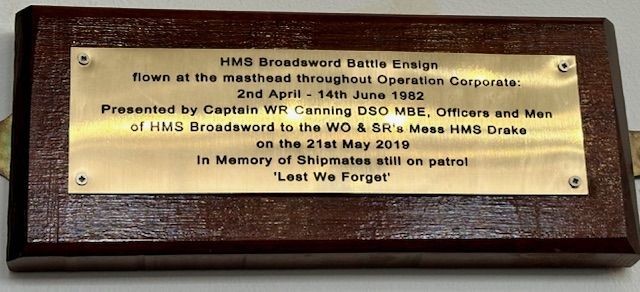 HMS Broadsword Battle Ensign
flown at the masthead throughout Operation Corporate:
2nd April - 14th June 1982
Presented by Captain WR Canning DSO MBE, Officers and Men
of HMS Broadsword to the WO & SR's Mess HMS Drake
on the 21st May 2019
In Memory of Shipmates still on patrol
'Lest We Forget'